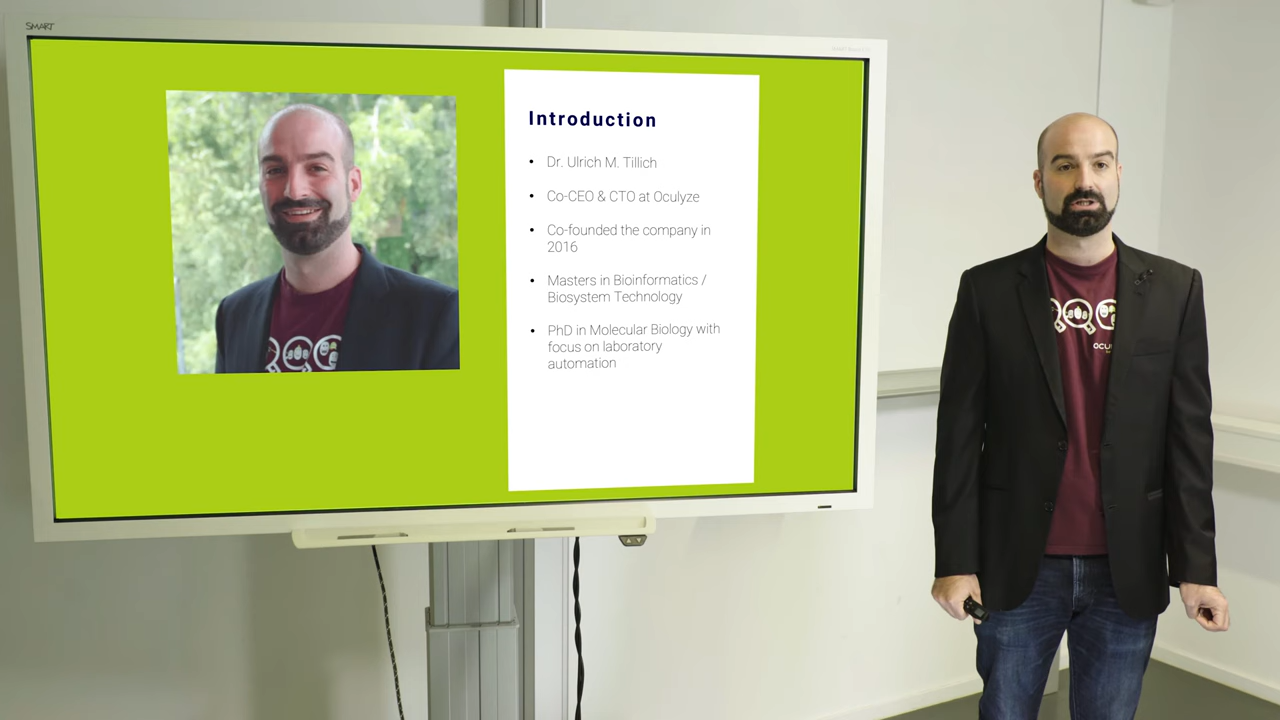 SMART
Introduction
• Dr. Ulrich M. Tillich
• Co-CEO & CTO at Oculyze
• Co-founded the company in
2016
• Masters in Bioinformatics /
Biosystem Technology
• PhD in Molecular Biology with
focus on laboratory
automation
OCU